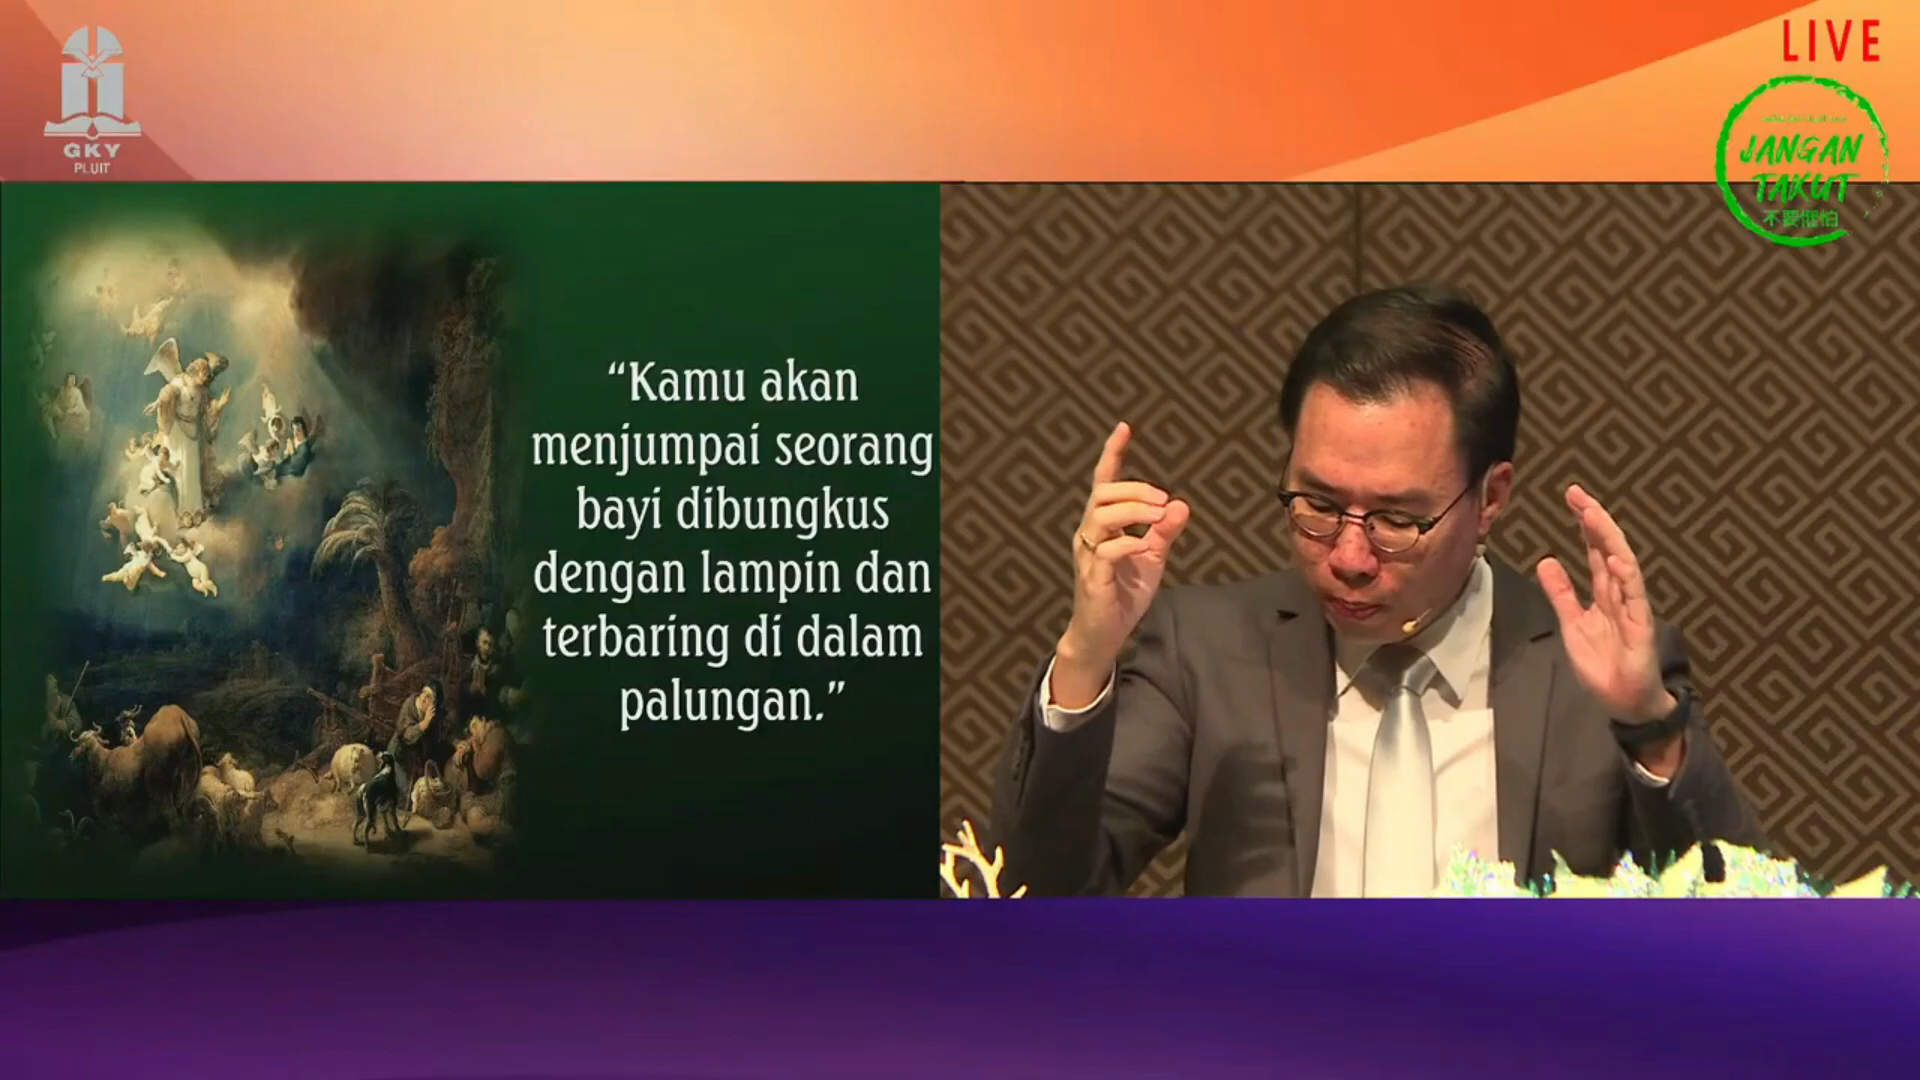 GKY
PLUIT
LIVE
JANGAN
TAKUT
不要惧怕
“Kamu akan
menjumpai seorang
bayi dibungkus
dengan lampin dan
terbaring di dalam
palungan.”